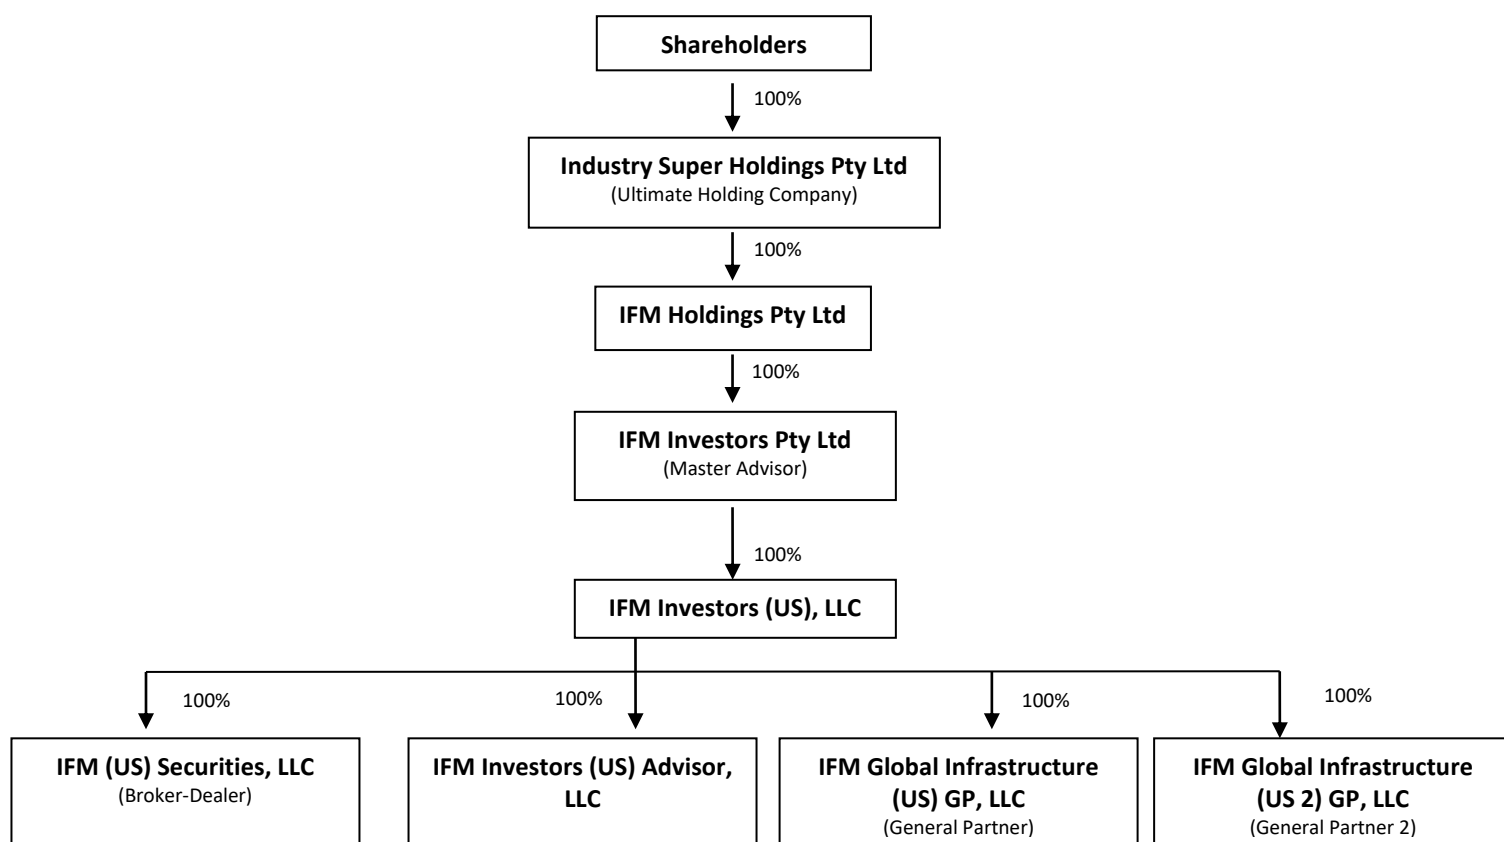 Shareholders
100%
Industry Super Holdings Pty Ltd
(Ultimate Holding Company)
100%
IFM Holdings Pty Ltd
100%
IFM Investors Pty Ltd
(Master Advisor)
100%
IFM Investors (US), LLC
100%
100%
100%
100%
IFM (US) Securities, LLC
(Broker-Dealer)
IFM Investors (US) Advisor,
LLC
IFM Global Infrastructure
(US) GP, LLC
(General Partner)
IFM Global Infrastructure
(US 2) GP, LLC
(General Partner 2)